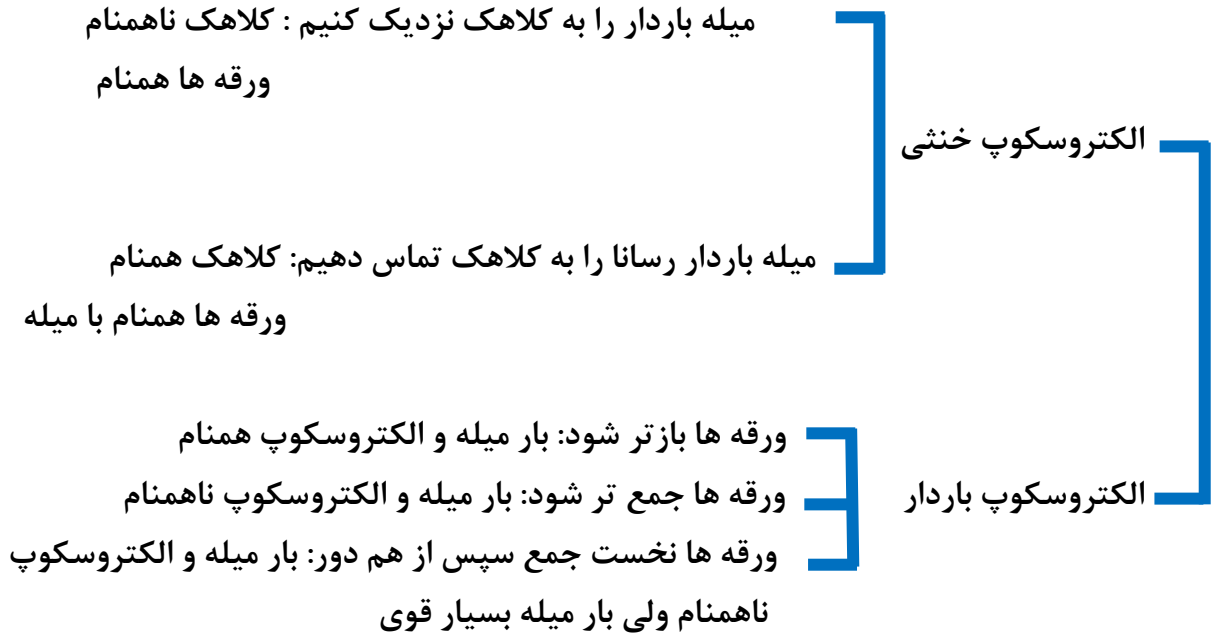 میله باردار را به کلاهک نزدیک کنیم : کلاهک ناهمنام
ورقه ها همنام
الکتروسکوپ خنثی
میله باردار رسانا را به کلاهک تماس دهیم: کلاهک همنام
ورقه ها همنام با میله
ورقه ها بازتر شود: بار میله و الکتروسکوپ همنام
الکتروسکوپ باردار
ورقه ها جمع تر شود: بار میله و الکتروسکوپ ناهمنام
ورقه ها نخست جمع سپس از هم دور: بار میله و الکتروسکوپ
ناهمنام ولی بار میله بسیار قوی